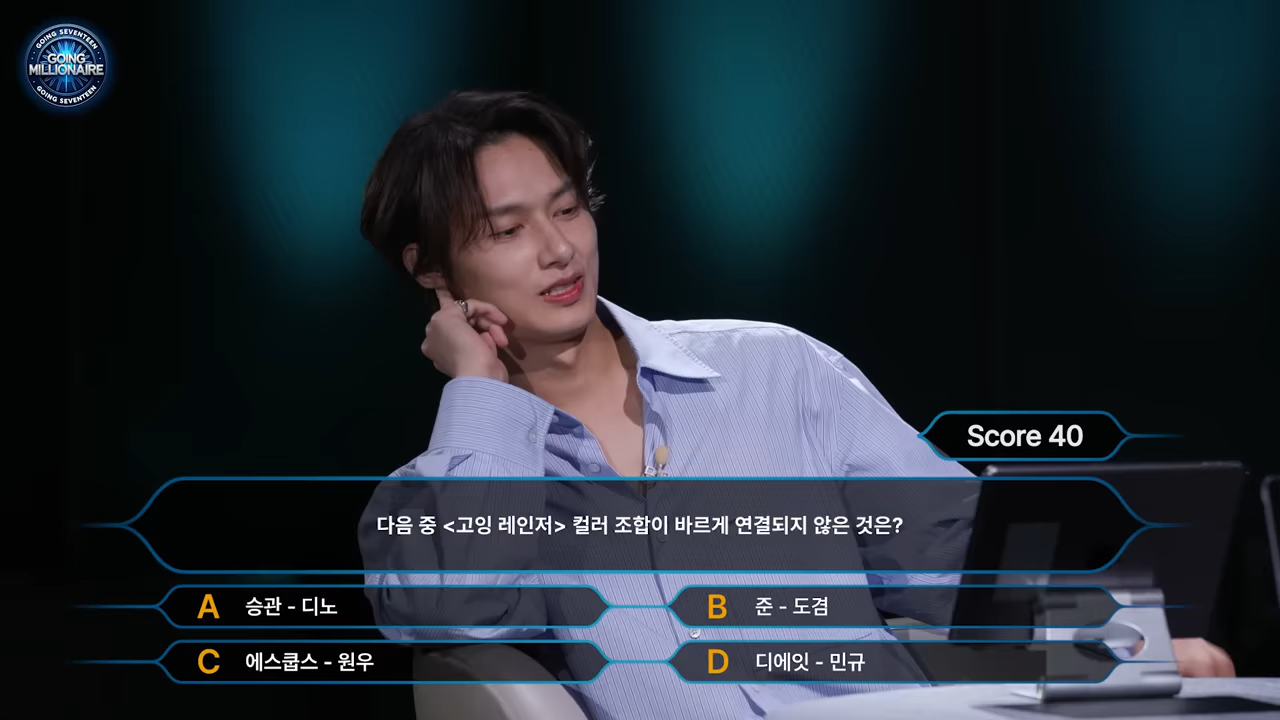 GOING SEVENTEEN
GOING
MILLIONAIRE
GOING SEVENTEEN
Score 40
다음 중 <고잉 레인저> 컬러 조합이 바르게 연결되지 않은 것은?
A 승관 - 디노
B 준 - 도겸
C 에스쿱스 - 원우
D 디에잇 - 민규